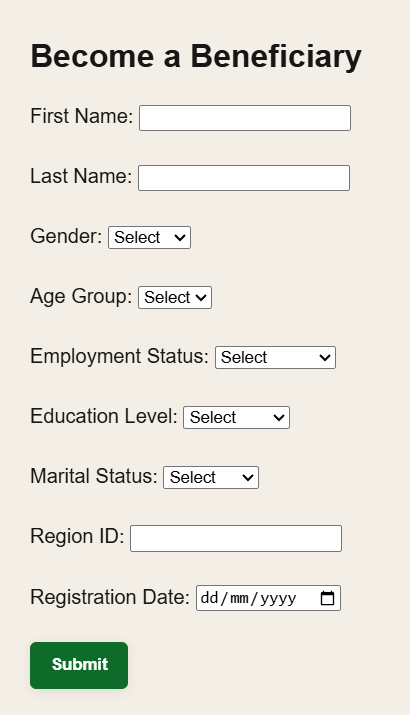 Become a Beneficiary
First Name:
Last Name:
Gender: Select
Age Group: Select
Employment Status: Select
Education Level: Select
Marital Status: Select
Region ID:
Registration Date: dd/mm/yyyy
Submit